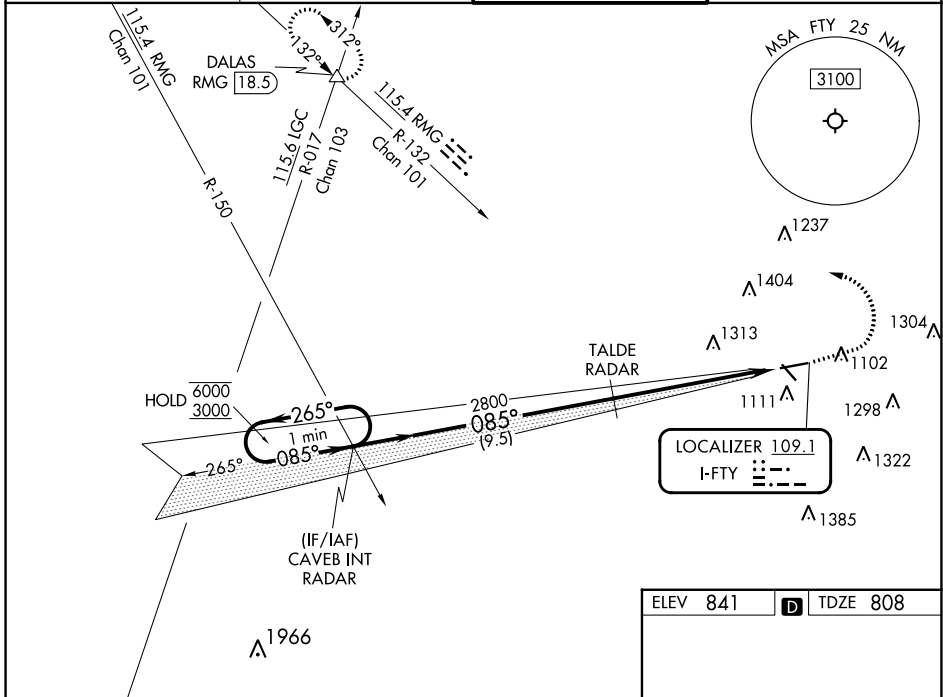 115.4 RMG
Chan 101
R-150
DALAS
RMG 18.5
132°
312°
115.6 LGC
R-017
Chan 103
115.4 RMG
R-132
Chan 101
MSA FTY 25 NM
3100
1237
1404
1313
1304
1102
1111
1298
1322
1385
TALDE
RADAR
HOLD 6000
3000
265°
1 min
085°
265°
2800
085°
(9.5)
LOCALIZER 109.1
I-FTY
(IF/IAF)
CAVEB INT
RADAR
1966
ELEV 841 D TDZE 808